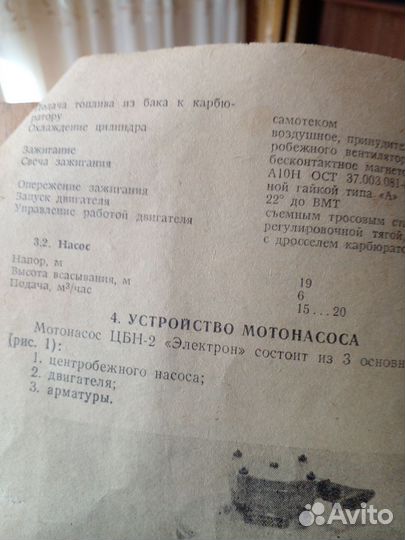 Подача топлива из бака к карбю-
ратору самотеком
Охлаждение цилиндра воздушное, принудител
робежного вентилятор
Зажигание бесконтактное магнето
Свеча зажигания А10Н ОСТ 37.003.081-
ной гайкой типа «А»
Опережение зажигания 22° до ВМТ
Запуск двигателя съемным тросовым ст
Управление работой двигателя регулировочной тягой,
с дросселем карбюрато
3.2. Насос
Напор, м 19
Высота всасывания, м 6
Подача, м³/час 15 ... 20
4. УСТРОЙСТВО МОТОНАСОСА
Мотонасос ЦБН-2 «Электрон» состоит из 3 основн
(рис. 1):
1. центробежного насоса;
2. двигателя;
3. арматуры.
Avito